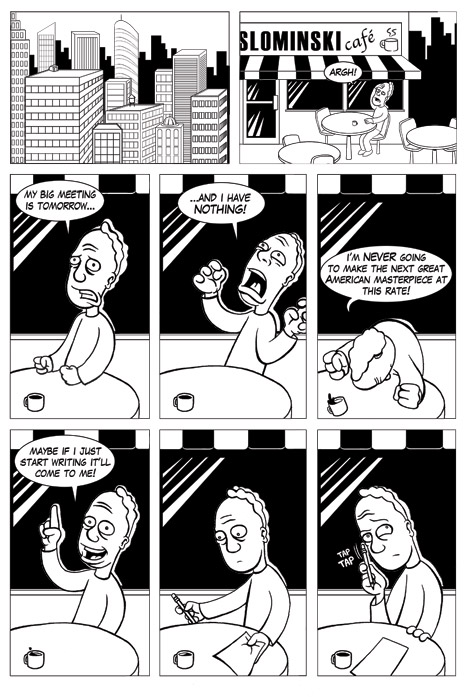 SLOMINSKI café
ARGH!
MY BIG MEETING
IS TOMORROW...
...AND I HAVE
NOTHING!
I'M NEVER GOING
TO MAKE THE NEXT GREAT
AMERICAN MASTERPIECE AT
THIS RATE!
MAYBE IF I JUST
START WRITING IT'LL
COME TO ME!
TAP
TAP